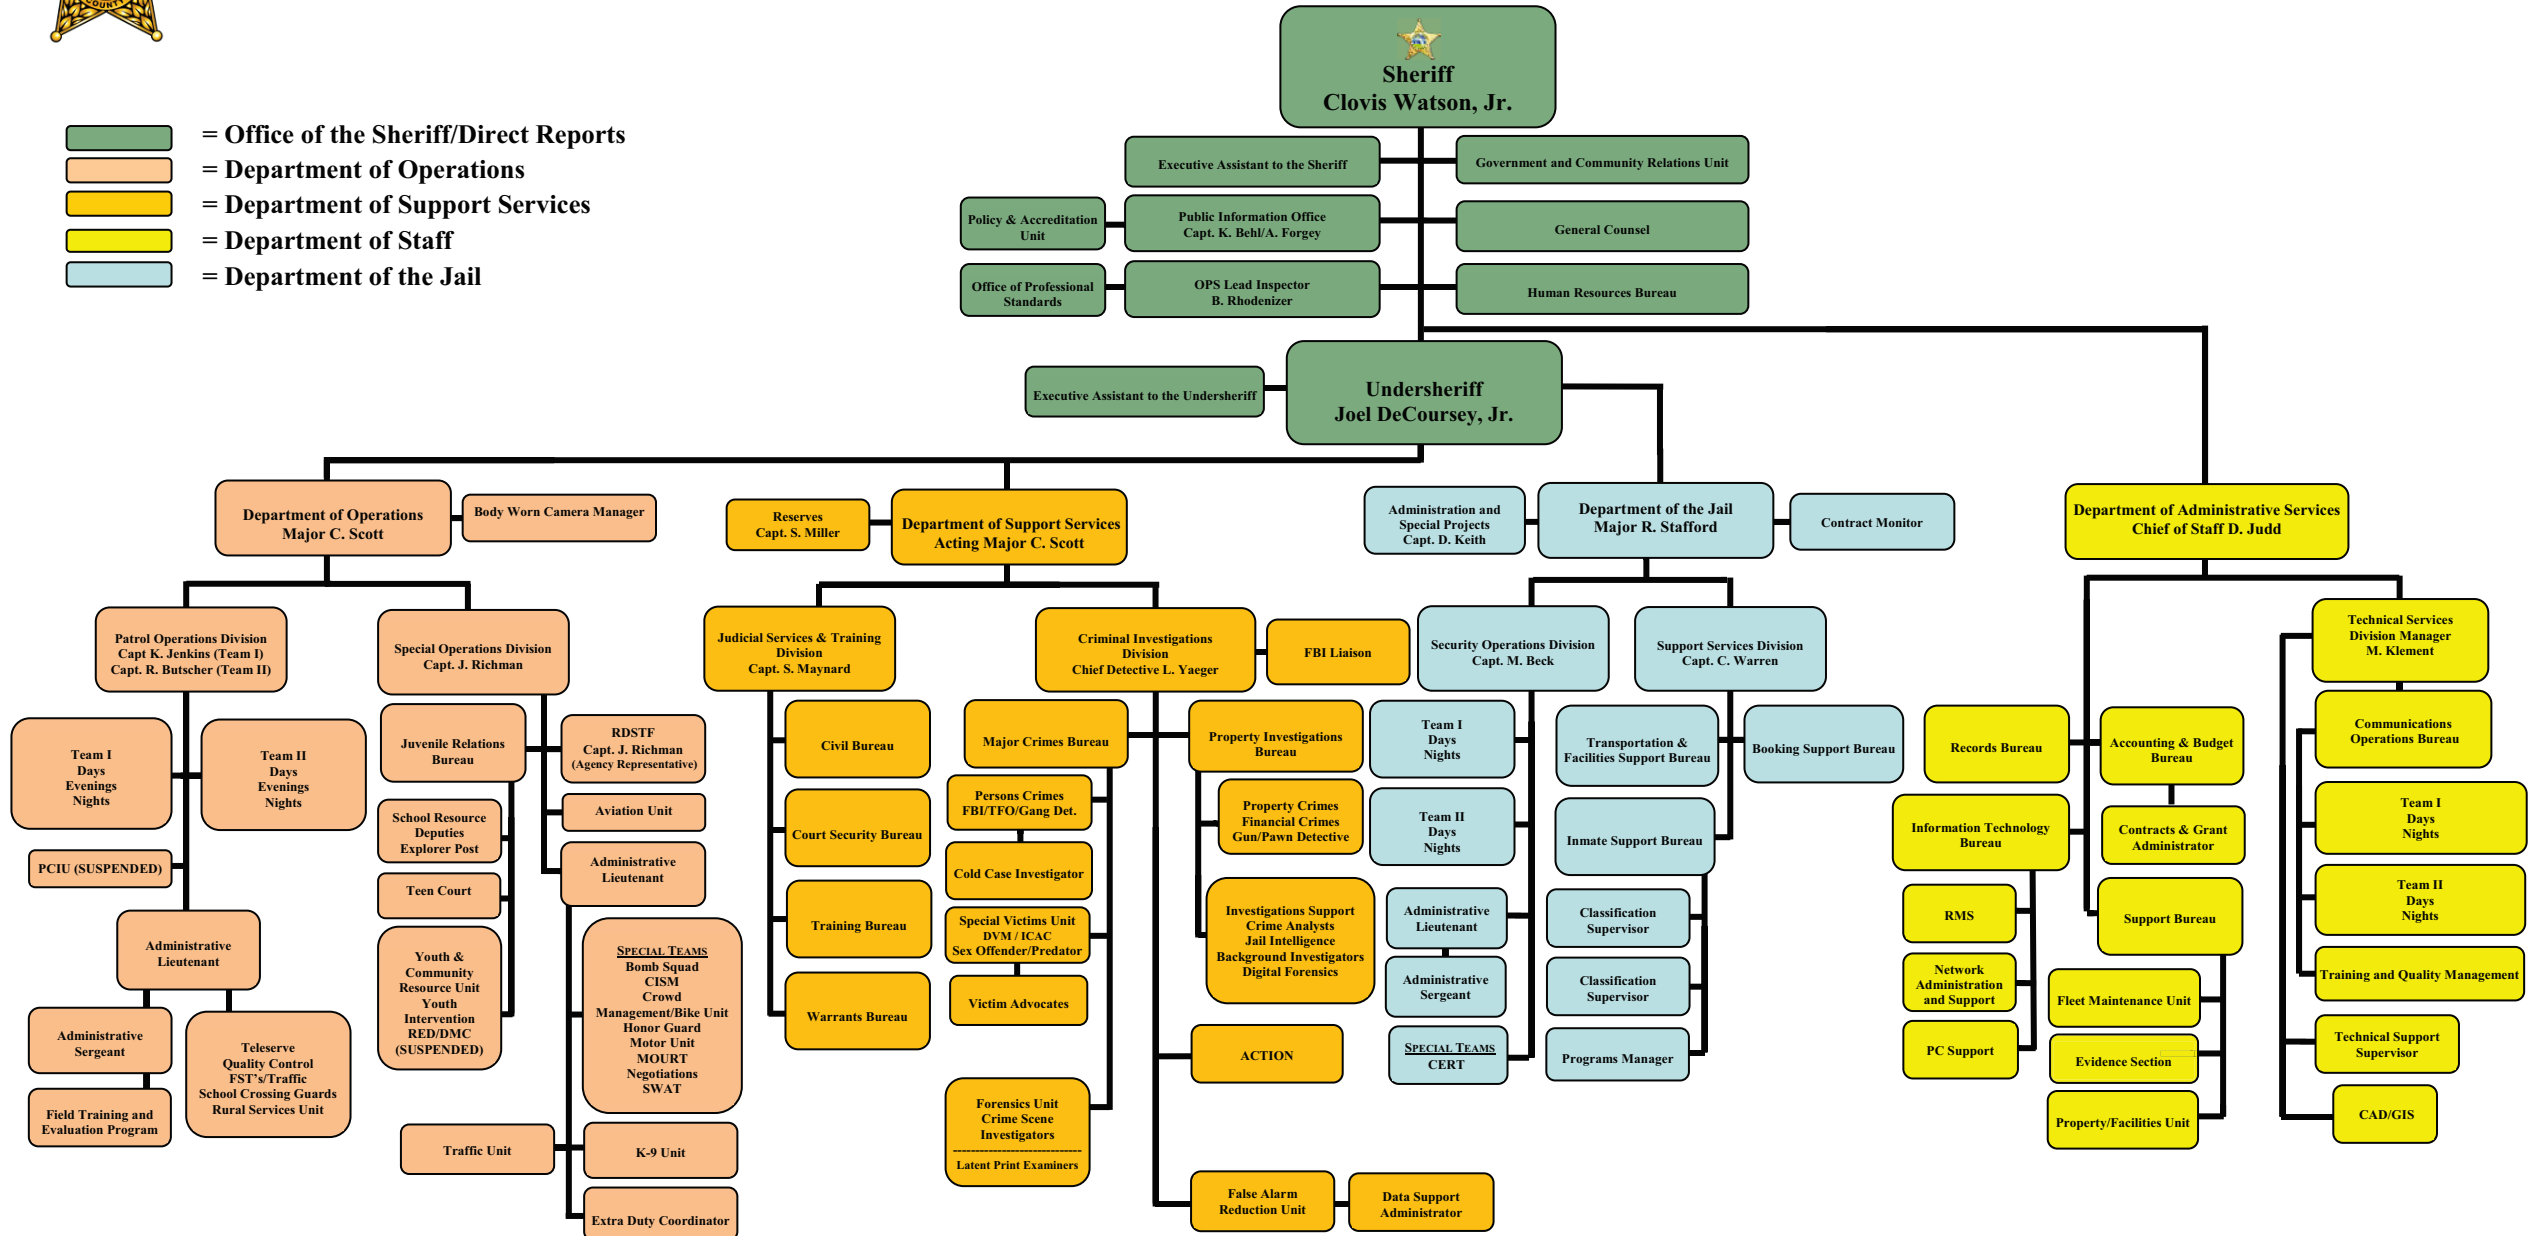 COUNTY
Sheriff
Clovis Watson, Jr.
= Office of the Sheriff/Direct Reports
= Department of Operations
= Department of Support Services
= Department of Staff
= Department of the Jail
Executive Assistant to the Sheriff
Government and Community Relations Unit
Policy & Accreditation
Unit
Public Information Office
Capt. K. Behl/A. Forgey
General Counsel
Office of Professional
Standards
OPS Lead Inspector
B. Rhodenizer
Human Resources Bureau
Executive Assistant to the Undersheriff
Undersheriff
Joel DeCoursey, Jr.
Department of Operations
Major C. Scott
Body Worn Camera Manager
Reserves
Capt. S. Miller
Department of Support Services
Acting Major C. Scott
Administration and
Special Projects
Capt. D. Keith
Department of the Jail
Major R. Stafford
Contract Monitor
Department of Administrative Services
Chief of Staff D. Judd
Patrol Operations Division
Capt K. Jenkins (Team I)
Capt. R. Butscher (Team II)
Special Operations Division
Capt. J. Richman
Judicial Services & Training
Division
Capt. S. Maynard
Criminal Investigations
Division
Chief Detective L. Yaeger
FBI Liaison
Security Operations Division
Capt. M. Beck
Support Services Division
Capt. C. Warren
Technical Services
Division Manager
M. Klement
Team I
Days
Evenings
Nights
Team II
Days
Evenings
Nights
PCIU (SUSPENDED)
Administrative
Lieutenant
Administrative
Sergeant
Field Training and
Evaluation Program
Teleserve
Quality Control
FST's/Traffic
School Crossing Guards
Rural Services Unit
Juvenile Relations
Bureau
School Resource
Deputies
Explorer Post
Teen Court
Youth &
Community
Resource Unit
Youth
Intervention
RED/DMC
(SUSPENDED)
RDSTF
Capt. J. Richman
(Agency Representative)
Aviation Unit
Administrative
Lieutenant
SPECIAL TEAMS
Bomb Squad
CISM
Crowd
Management/Bike Unit
Honor Guard
Motor Unit
MOURT
Negotiations
SWAT
Traffic Unit
K-9 Unit
Extra Duty Coordinator
Civil Bureau
Court Security Bureau
Training Bureau
Warrants Bureau
Major Crimes Bureau
Persons Crimes
FBI/TFO/Gang Det.
Cold Case Investigator
Special Victims Unit
DVM / ICAC
Sex Offender/Predator
Victim Advocates
Forensics Unit
Crime Scene
Investigators
------------------------------
Latent Print Examiners
Property Investigations
Bureau
Property Crimes
Financial Crimes
Gun/Pawn Detective
Investigations Support
Crime Analysts
Jail Intelligence
Background Investigators
Digital Forensics
ACTION
False Alarm
Reduction Unit
Data Support
Administrator
Team I
Days
Nights
Team II
Days
Nights
Administrative
Lieutenant
Administrative
Sergeant
SPECIAL TEAMS
CERT
Transportation &
Facilities Support Bureau
Booking Support Bureau
Inmate Support Bureau
Classification
Supervisor
Classification
Supervisor
Programs Manager
Records Bureau
Accounting & Budget
Bureau
Information Technology
Bureau
Contracts & Grant
Administrator
RMS
Network
Administration
and Support
PC Support
Support Bureau
Fleet Maintenance Unit
Evidence Section
Property/Facilities Unit
Communications
Operations Bureau
Team I
Days
Nights
Team II
Days
Nights
Training and Quality Management
Technical Support
Supervisor
CAD/GIS